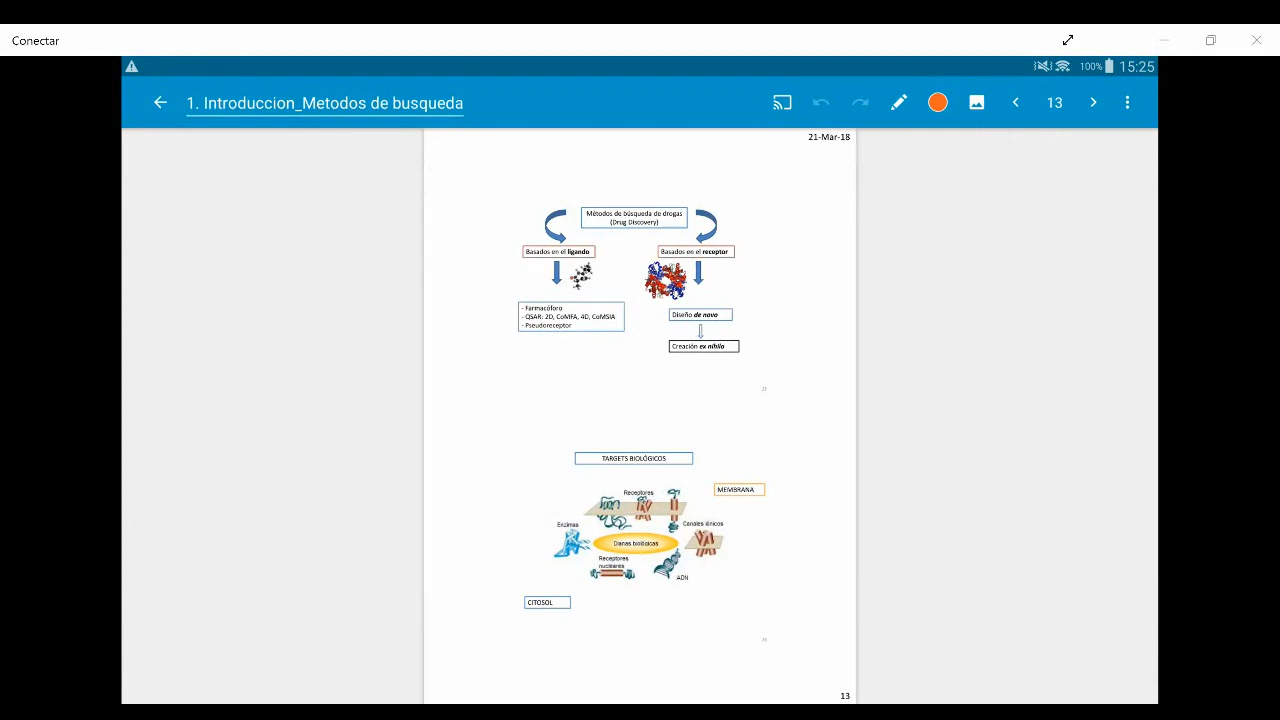 Conectar
100% 15:25
1. Introduccion_Metodos de busqueda
13
21-Mar-18
Métodos de búsqueda de drogas
(Drug Discovery)
Basados en el ligando
Basados en el receptor
- Farmacóforo
- QSAR: 2D, CoMFA, 4D, CoMSIA
- Pseudoreceptor
Diseño de novo
Creación ex nihilo
TARGETS BIOLÓGICOS
MEMBRANA
Receptores
Enzimas
Canales iónicos
Dianas biológicas
Receptores
nucleares
ADN
CITOSOL
13